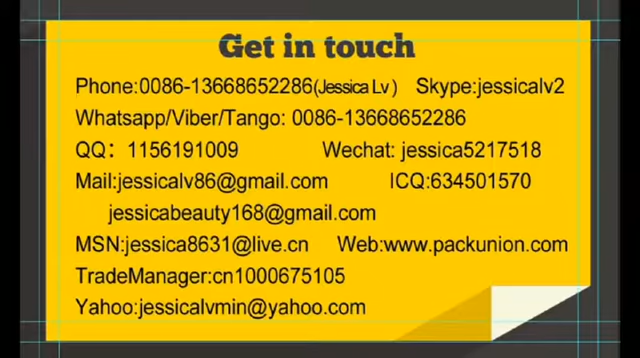 Get in touch
Phone:0086-13668652286(Jessica Lv ) Skype:jessicalv2
Whatsapp/Viber/Tango: 0086-13668652286
QQ：1156191009 Wechat: jessica5217518
Mail:jessicalv86@gmail.com ICQ:634501570
jessicabeauty168@gmail.com
MSN:jessica8631@live.cn Web:www.packunion.com
TradeManager:cn1000675105
Yahoo:jessicalvmin@yahoo.com